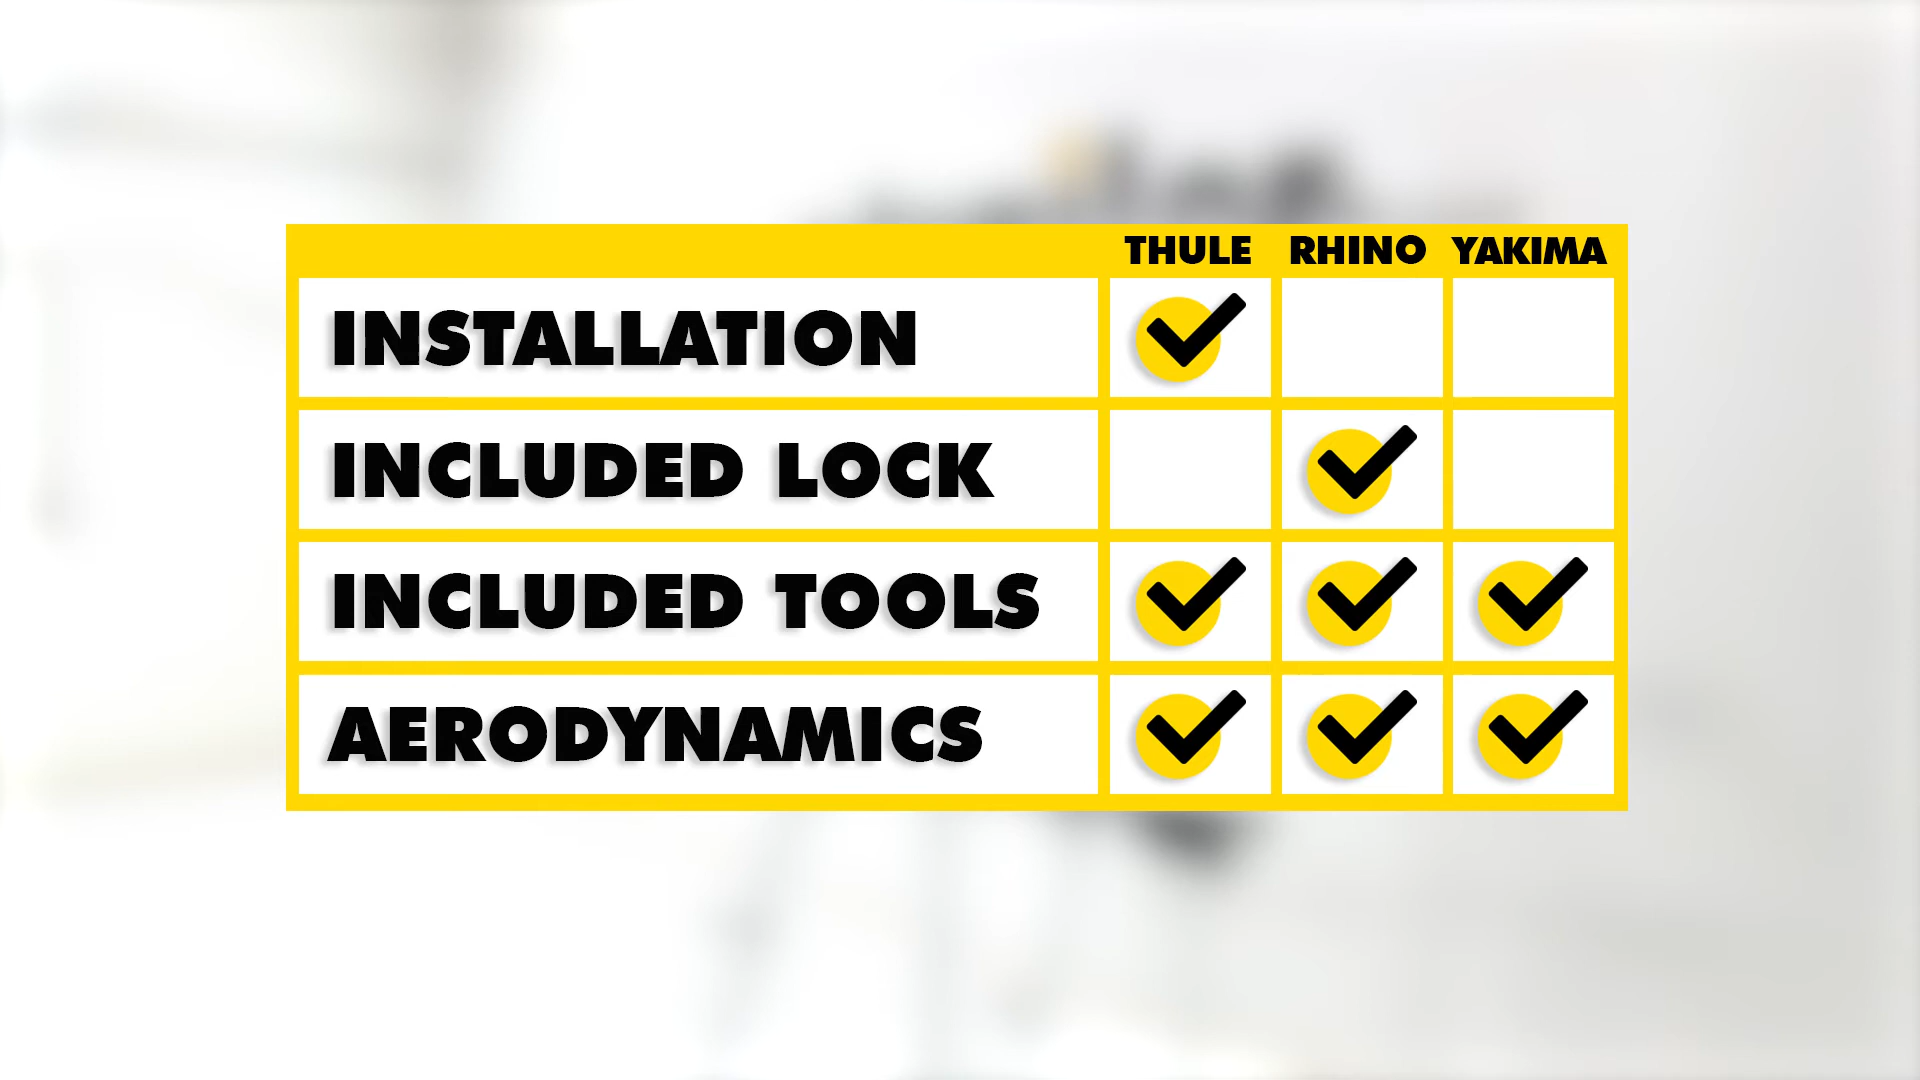 THULE RHINO YAKIMA
INSTALLATION
INCLUDED LOCK
INCLUDED TOOLS
AERODYNAMICS